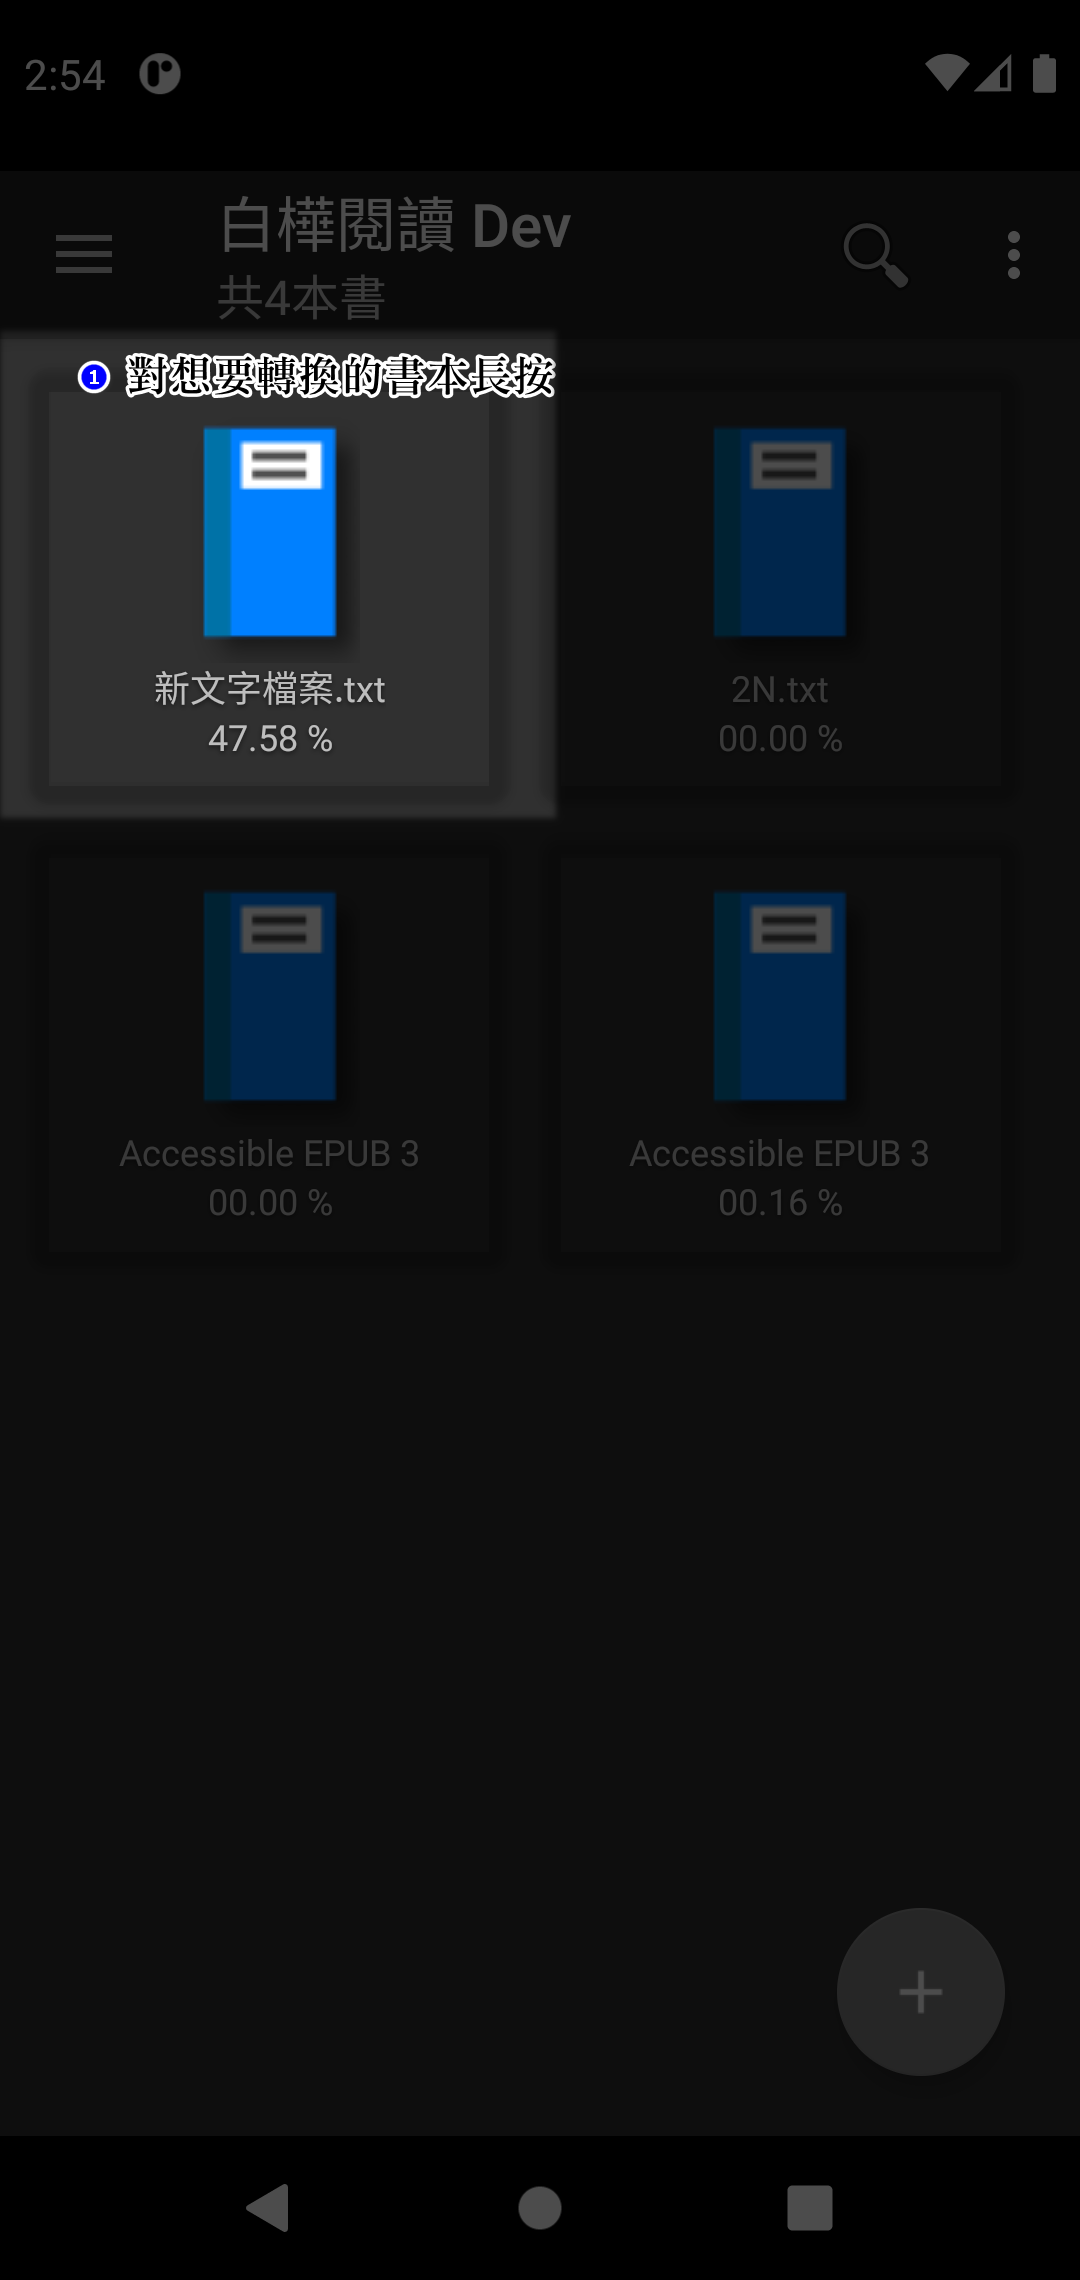 2:54
白樺閱讀 Dev
共4本書
1 對想要轉換的書本長按
新文字檔案.txt
47.58 %
2N.txt
00.00 %
Accessible EPUB 3
00.00 %
Accessible EPUB 3
00.16 %